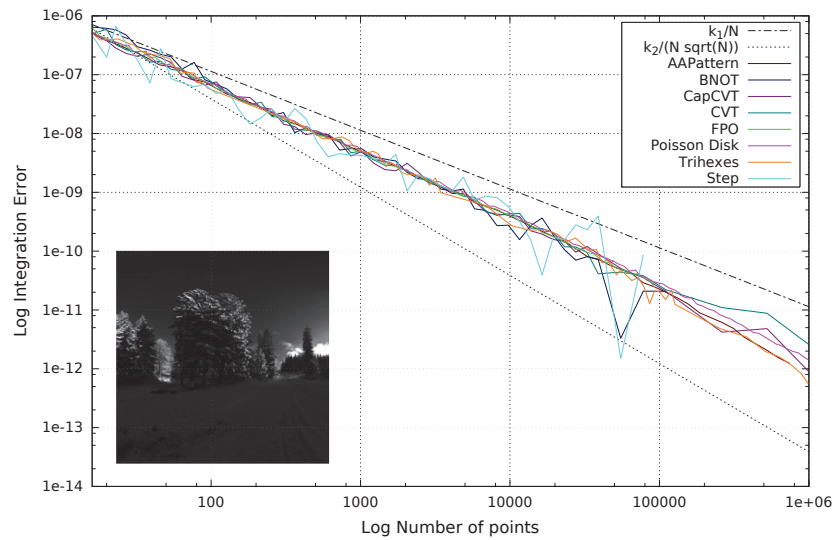 1e-06
1e-07
1e-08
1e-09
1e-10
1e-11
1e-12
1e-13
1e-14
Log Integration Error
k1/N
k2/(N sqrt(N))
AAPattern
BNOT
CapCVT
CVT
FPO
Poisson Disk
Trihexes
Step
100
1000
10000
100000
1e+06
Log Number of points